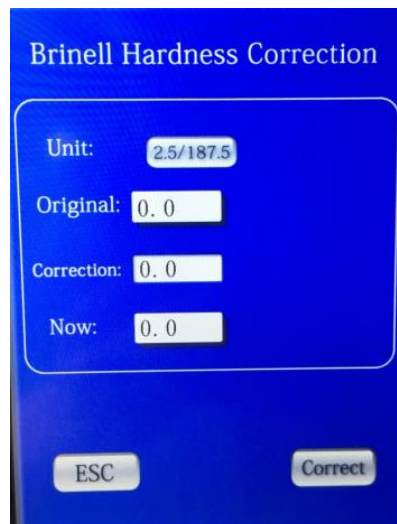 Brinell Hardness Correction
Unit: 2.5/187.5
Original: 0.0
Correction: 0.0
Now: 0.0
ESC Correct